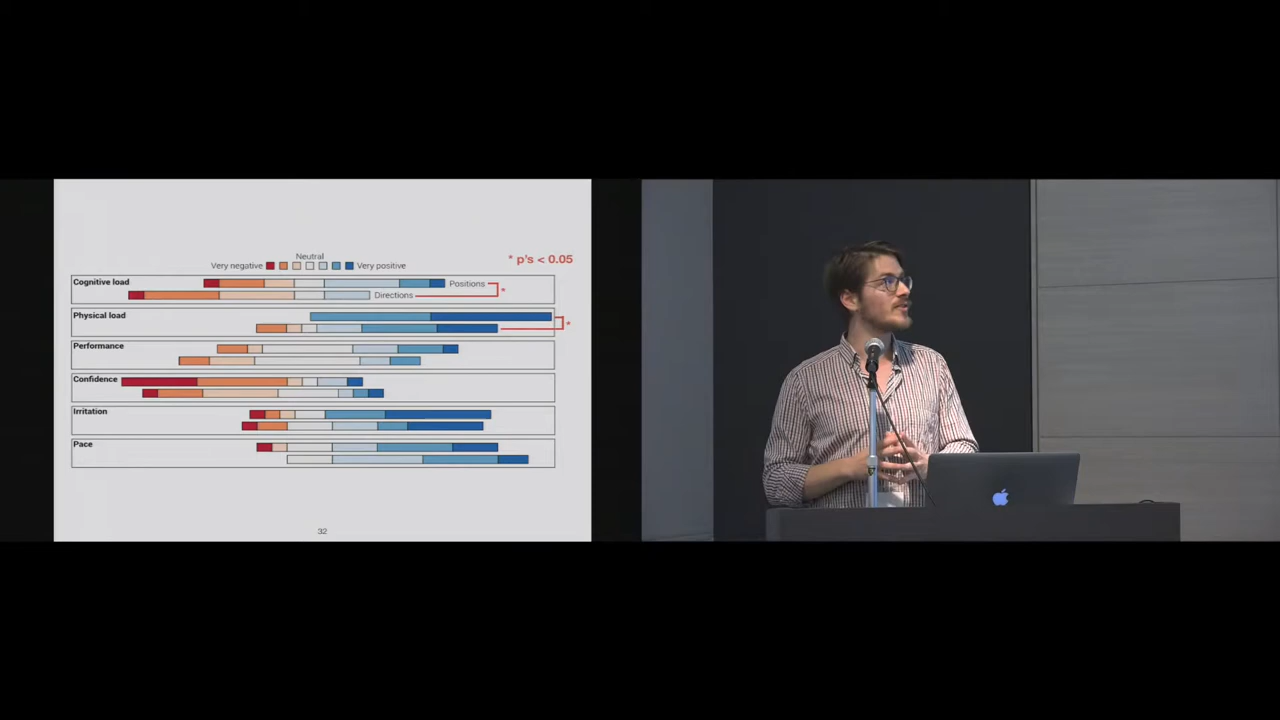 Neutral
Very negative Very positive
* p's < 0.05
Cognitive load
Positions
*
Directions
Physical load
*
Performance
Confidence
Irritation
Pace
32